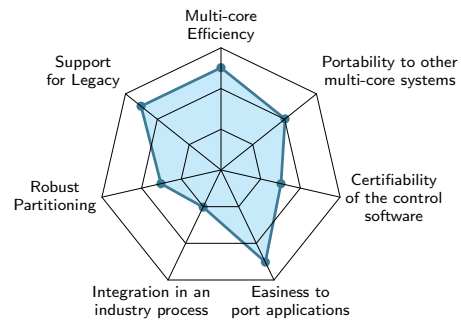 Multi-core
Efficiency
Support
for Legacy
Portability to other
multi-core systems
Robust
Partitioning
Certifiability
of the control
software
Integration in an
industry process
Easiness to
port applications